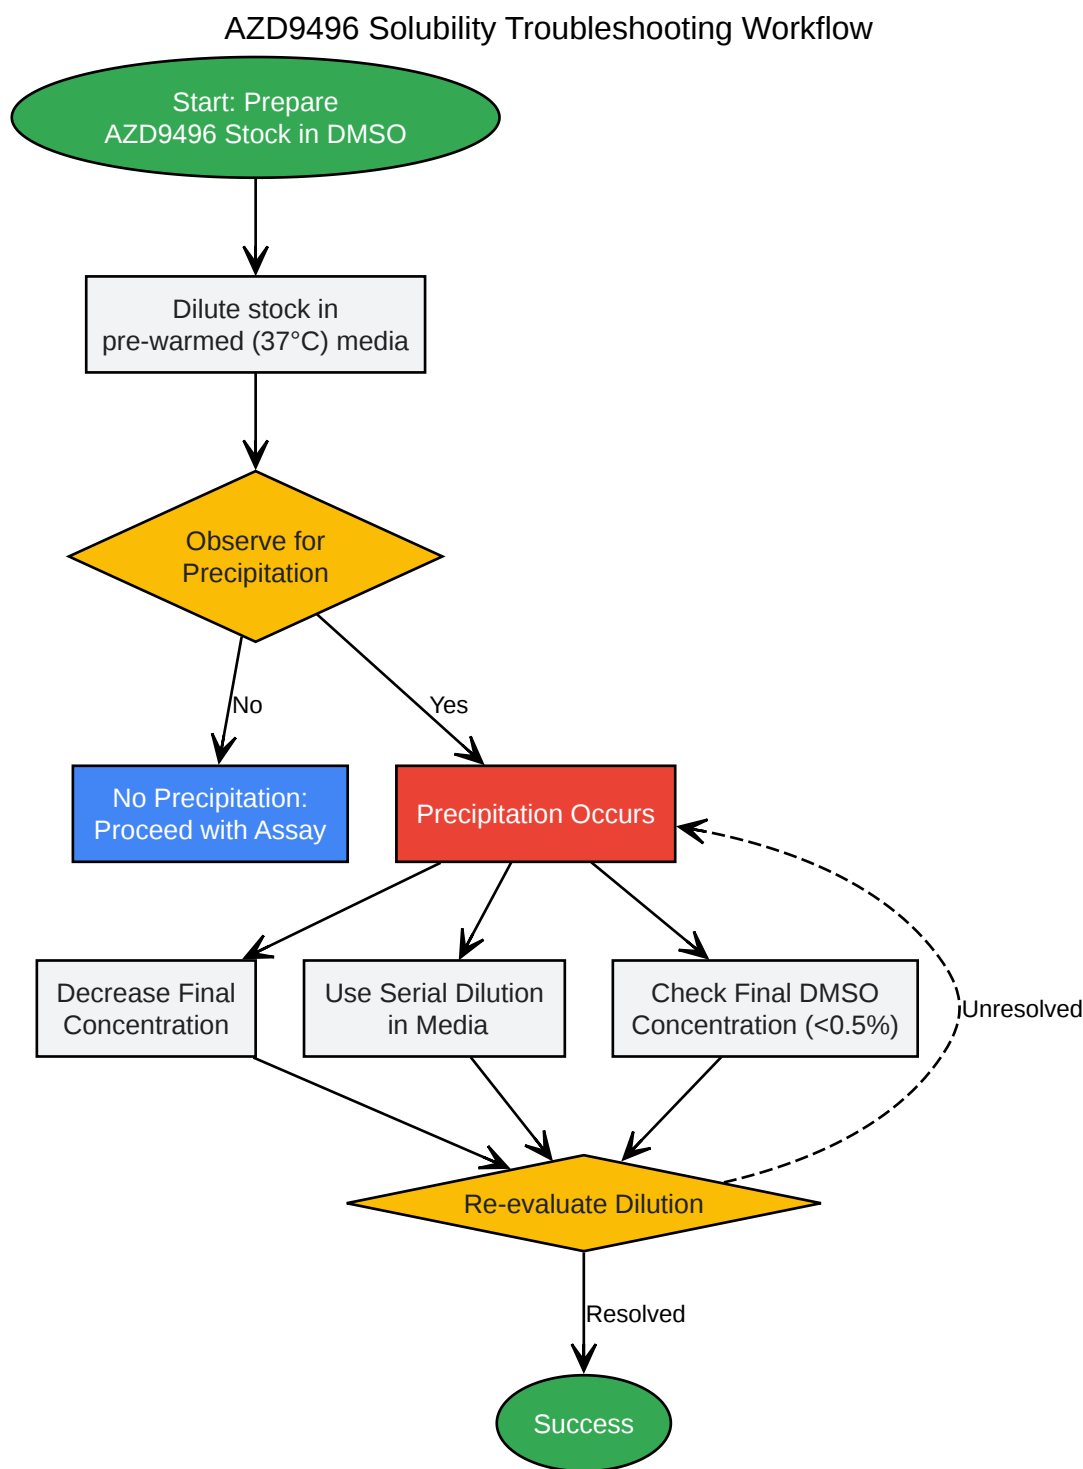 AZD9496 Solubility Troubleshooting Workflow
Start: Prepare
AZD9496 Stock in DMSO
Dilute stock in
pre-warmed (37°C) media
Observe for
Precipitation
No
Yes
No Precipitation:
Proceed with Assay
Precipitation Occurs
Decrease Final
Concentration
Use Serial Dilution
in Media
Check Final DMSO
Concentration (<0.5%)
Unresolved
Re-evaluate Dilution
Resolved
Success